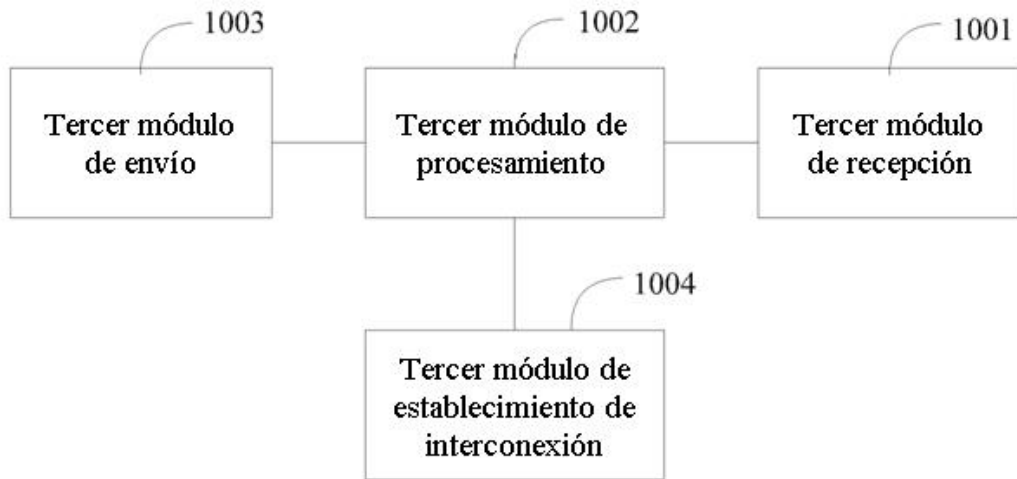 1003
1002
1001
Tercer módulo
de envío
Tercer módulo de
procesamiento
Tercer módulo
de recepción
1004
Tercer módulo de
establecimiento de
interconexión